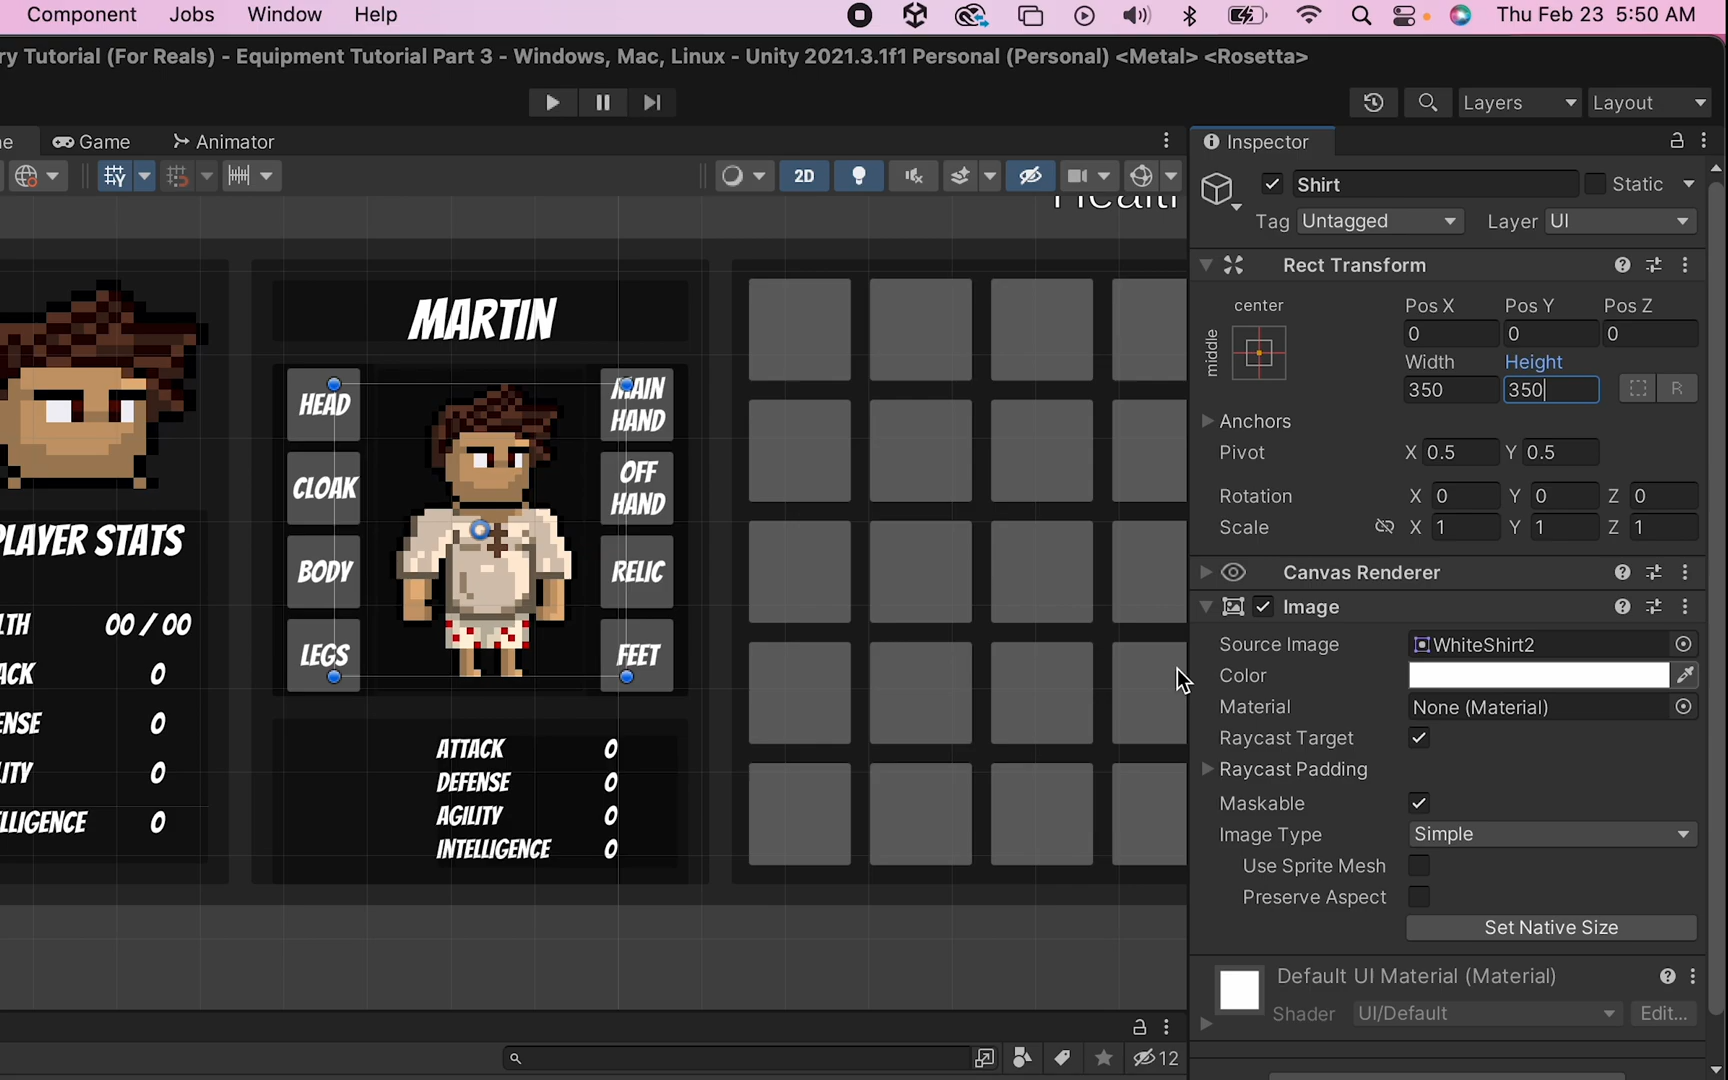 Component Jobs Window Help Thu Feb 23 5:50 AM
ry Tutorial (For Reals) - Equipment Tutorial Part 3 - Windows, Mac, Linux - Unity 2021.3.1f1 Personal (Personal) <Metal> <Rosetta>
Layers Layout
ne Game Animator Inspector
2D
Shirt Static
Tag Untagged Layer UI
Rect Transform
center Pos X Pos Y Pos Z
middle 0 0 0
Width Height
350 350 R
Anchors
Pivot X 0.5 Y 0.5
Rotation X 0 Y 0 Z 0
Scale X 1 Y 1 Z 1
Canvas Renderer
Image
Source Image WhiteShirt2
Color
Material None (Material)
Raycast Target
Raycast Padding
Maskable
Image Type Simple
Use Sprite Mesh
Preserve Aspect
Set Native Size
Default UI Material (Material)
Shader UI/Default Edit...
Health
MARTIN
HEAD
CLOAK
BODY
LEGS
MAIN
HAND
OFF
HAND
RELIC
FEET
PLAYER STATS
LTH 00 / 00
ACK 0
ENSE 0
ITY 0
ELLIGENCE 0
ATTACK 0
DEFENSE 0
AGILITY 0
INTELLIGENCE 0
12